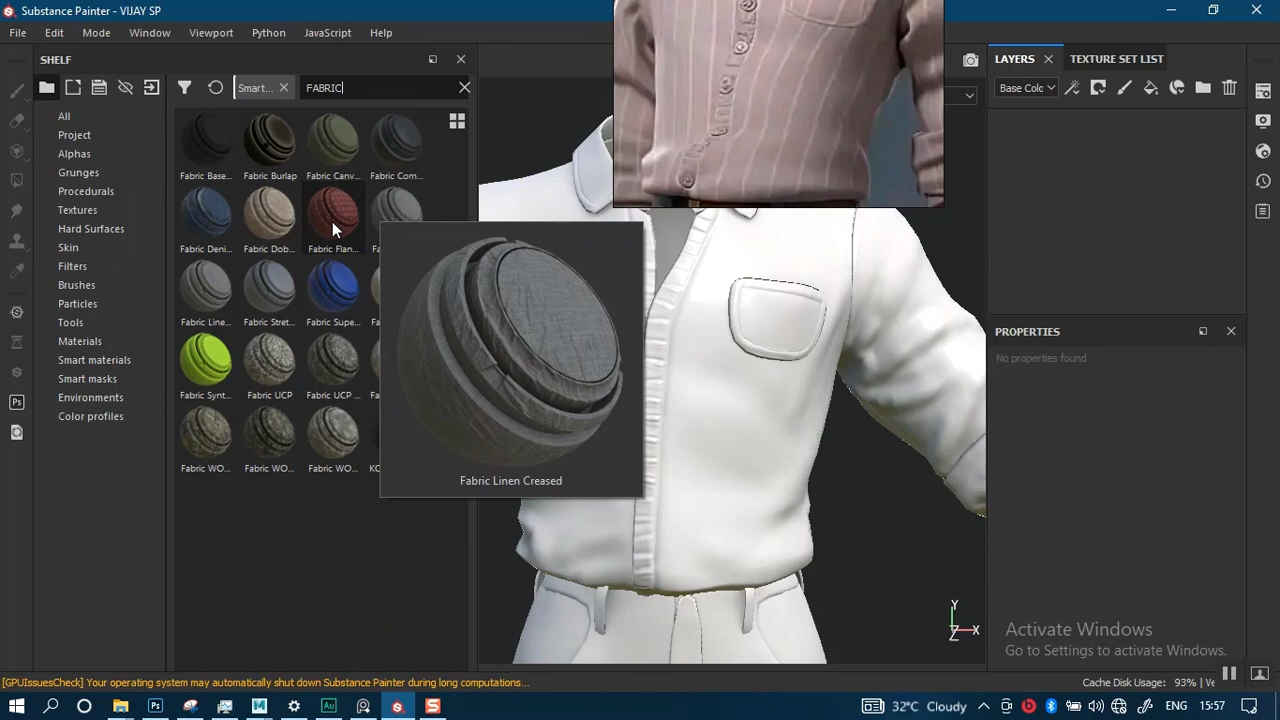 Substance Painter - VIJAY SP
File Edit Mode Window Viewport Python JavaScript Help
SHELF
LAYERS
TEXTURE SET LIST
Smart...
FABRIC
Base Colc
All
Project
Alphas
Grunges
Procedurals
Textures
Hard Surfaces
Skin
Filters
Brushes
Particles
Tools
Materials
Smart materials
Smart masks
Environments
Color profiles
Fabric Base... Fabric Burlap Fabric Canv... Fabric Com...
Fabric Deni... Fabric Dob... Fabric Flan...
Fabric Line... Fabric Stret... Fabric Supe...
Fabric Synt... Fabric UCP Fabric UCP ...
Fabric WO... Fabric WO... Fabric WO...
Fabric Linen Creased
PROPERTIES
No properties found
Y
X
Z
Activate Windows
Go to Settings to activate Windows.
[GPUIssuesCheck] Your operating system may automatically shut down Substance Painter during long computations...
Cache Disk Usage: 93% | Ve
Ps
Ps
Au
S
32°C Cloudy
ENG
15:57